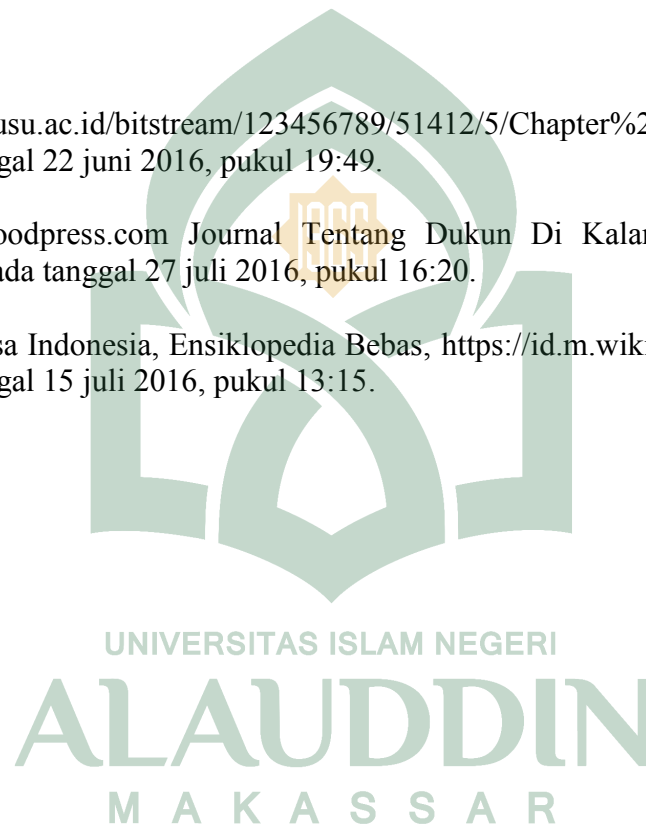 usu.ac.id/bitstream/123456789/51412/5/Chapter%2
gal 22 juni 2016, pukul 19:49.
oodpress.com Journal Tentang Dukun Di Kalar
ada tanggal 27 juli 2016, pukul 16:20.
sa Indonesia, Ensiklopedia Bebas, https://id.m.wiki
gal 15 juli 2016, pukul 13:15.
UNIVERSITAS ISLAM NEGERI
ALAUDDIN
MAKASSAR